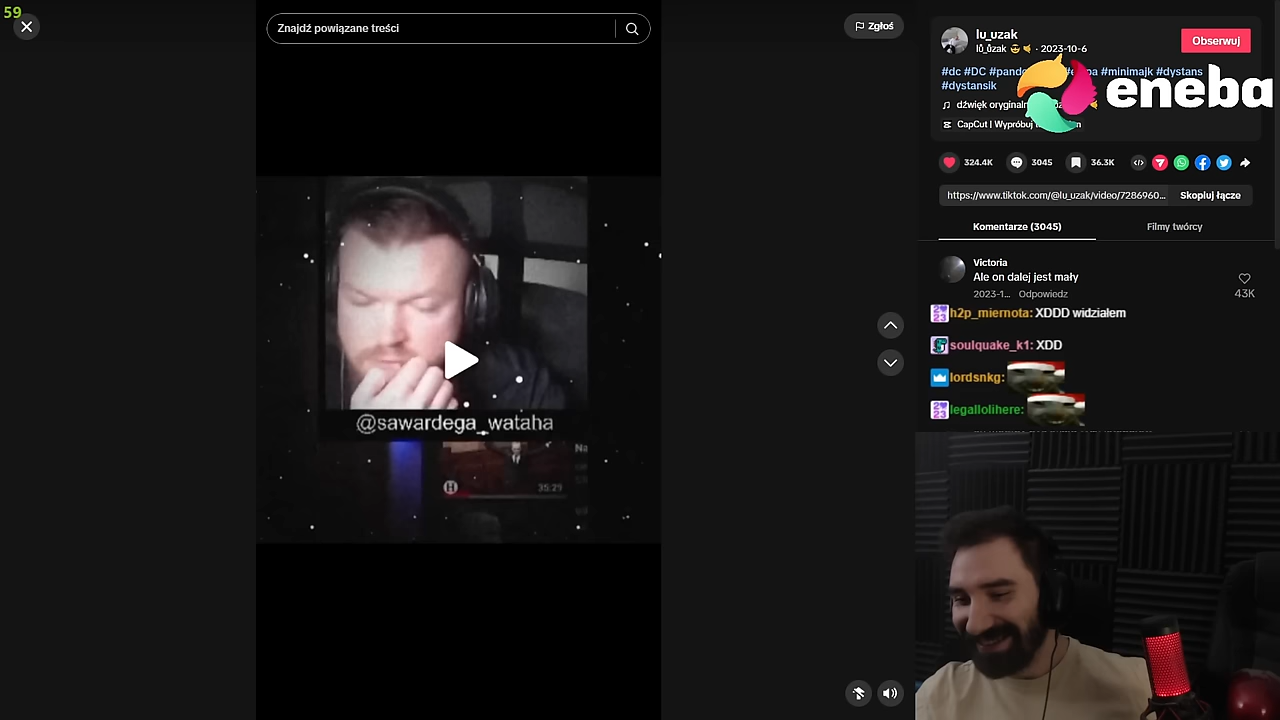 59
Znajdź powiązane treści
Zgłoś
lu_uzak
· 2023-10-6
Obserwuj
#dc #DC #minimajk #dystans
#dystansik
eneba
dźwięk
CapCut | Wypróbuj
324.4K
3045
36.3K
https://www.tiktok.com/@lu_uzak/video/7286960...
Skopiuj łącze
Komentarze (3045)
Filmy twórcy
Victoria
Ale on dalej jest mały
2023-1... Odpowiedz
43K
h2p_miernota: XDDD widziałem
soulquake_k1: XDD
lordsnkg:
legallolihere:
@sawardega_wataha
H
35:29